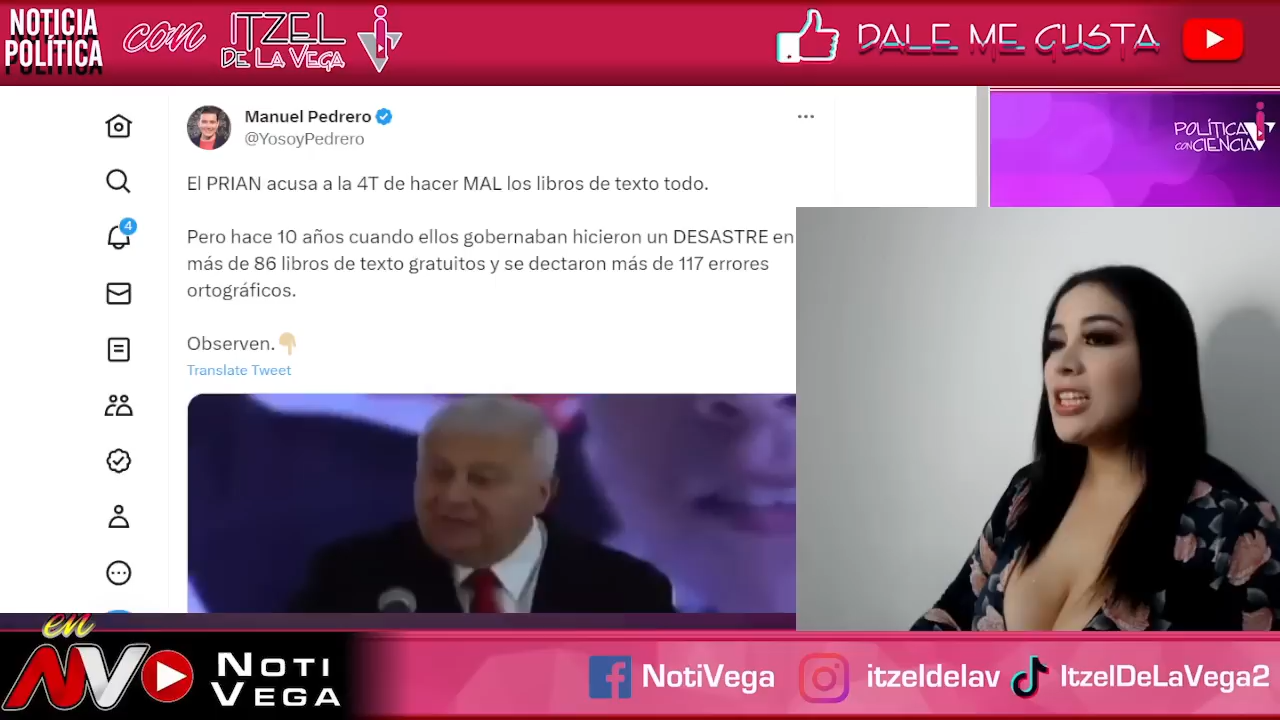 NOTICIA
POLÍTICA
con
ITZEL
DE LA VEGA
DALE ME GUSTA
Manuel Pedrero
@YosoyPedrero
El PRIAN acusa a la 4T de hacer MAL los libros de texto todo.
Pero hace 10 años cuando ellos gobernaban hicieron un DESASTRE en
más de 86 libros de texto gratuitos y se dectaron más de 117 errores
ortográficos.
Observen.
Translate Tweet
4
POLÍTICA
CON CIENCIA
en
NV
NOTI
VEGA
NotiVega
itzeldelav
ItzelDeLaVega2